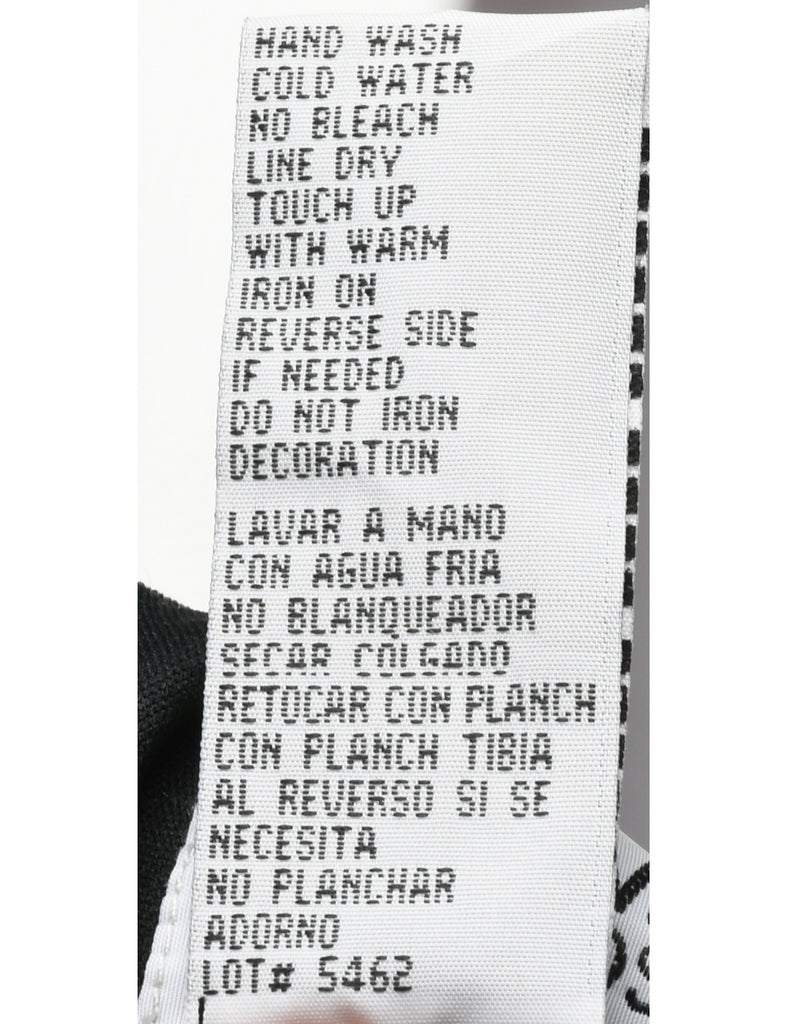 HAND WASH
COLD WATER
NO BLEACH
LINE DRY
TOUCH UP
WITH WARM
IRON ON
REVERSE SIDE
IF NEEDED
DO NOT IRON
DECORATION
LAVAR A MANO
CON AGUA FRIA
NO BLANQUEADOR
SECAR COLGADO
RETOCAR CON PLANCH
CON PLANCH TIBIA
AL REVERSO SI SE
NECESITA
NO PLANCHAR
ADORNO
LOT# 5462